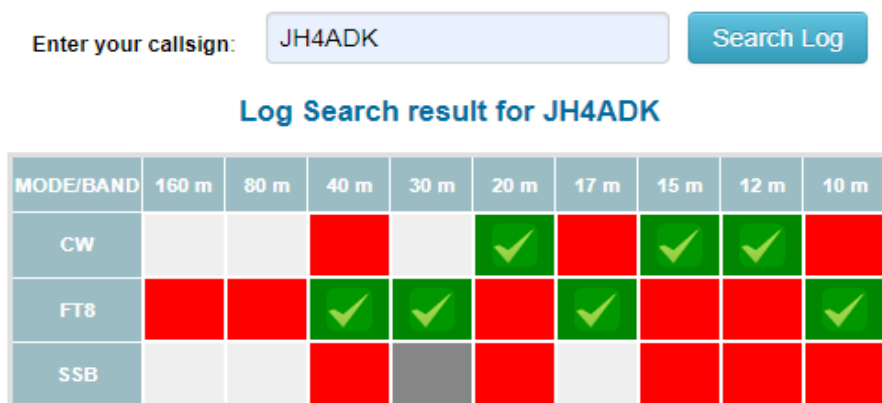 Enter your callsign: JH4ADK Search Log
Log Search result for JH4ADK
MODE/BAND 160 m 80 m 40 m 30 m 20 m 17 m 15 m 12 m 10 m
CW
FT8
SSB